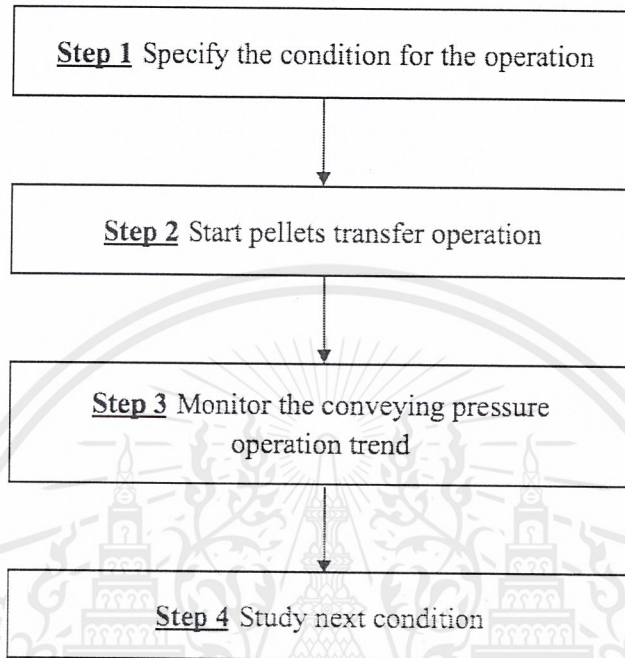 Step 1 Specify the condition for the operation
Step 2 Start pellets transfer operation
Step 3 Monitor the conveying pressure
operation trend
Step 4 Study next condition